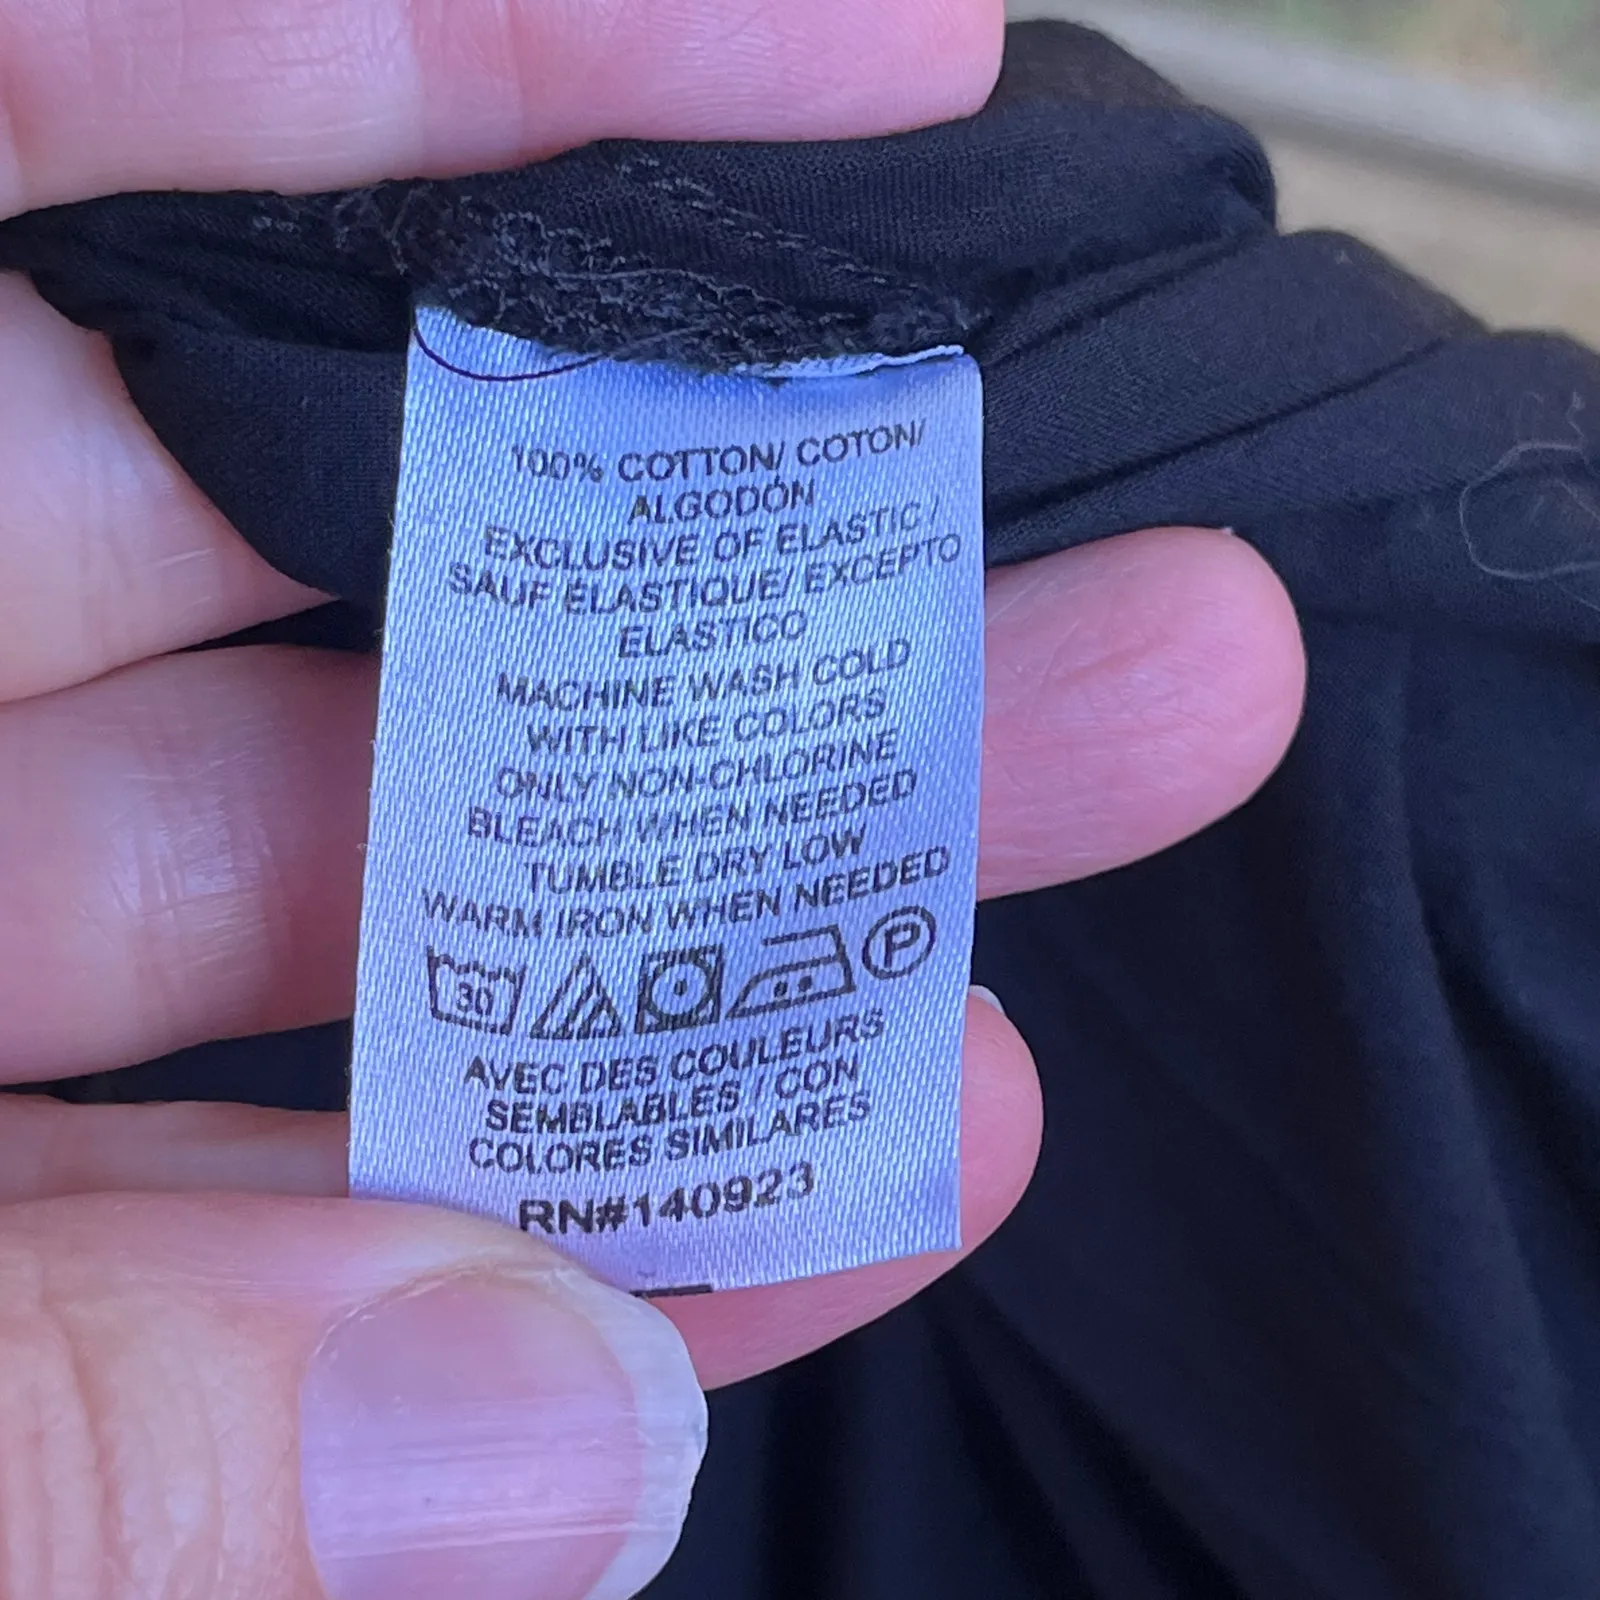 100% COTTON/ COTON/
ALGODÓN
EXCLUSIVE OF ELASTIC /
SAUF ÉLASTIQUE/ EXCEPTO
ELASTICO
MACHINE WASH COLD
WITH LIKE COLORS
ONLY NON-CHLORINE
BLEACH WHEN NEEDED
TUMBLE DRY LOW
WARM IRON WHEN NEEDED
30 P
AVEC DES COULEURS
SEMBLABLES / CON
COLORES SIMILARES
RN#140923